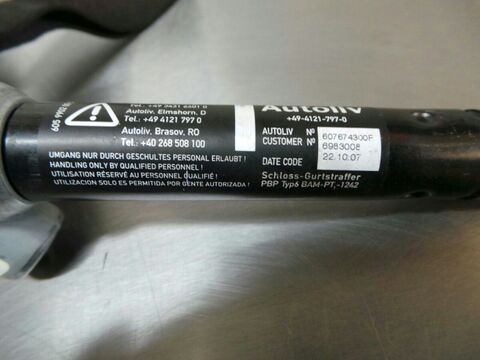 Autoliv, Elmshorn, D
Tel.: +49 4121 797 0
Autoliv, Brasov, RO
Tel.: +40 268 508 100
UMGANG NUR DURCH GESCHULTES PERSONAL ERLAUBT !
HANDLING ONLY BY QUALIFIED PERSONNEL !
UTILISATION RÉSERVÉ AU PERSONNEL QUALIFIÉ !
UTILIZACION SOLO ES PERMITIDA POR GENTE AUTORIZADA !
Autoliv
+49-4121-797-0
AUTOLIV Nº 607674300F
CUSTOMER Nº 6983008
DATE CODE 22.10.07
Schloss-Gurtstraffer
PBP Typ6 BAM-PT,-1242